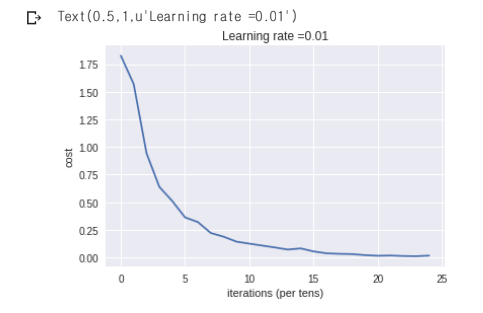 Text(0.5,1,u'Learning rate =0.01')
Learning rate =0.01
1.75
1.50
1.25
1.00
0.75
0.50
0.25
0.00
cost
0 5 10 15 20 25
iterations (per tens)